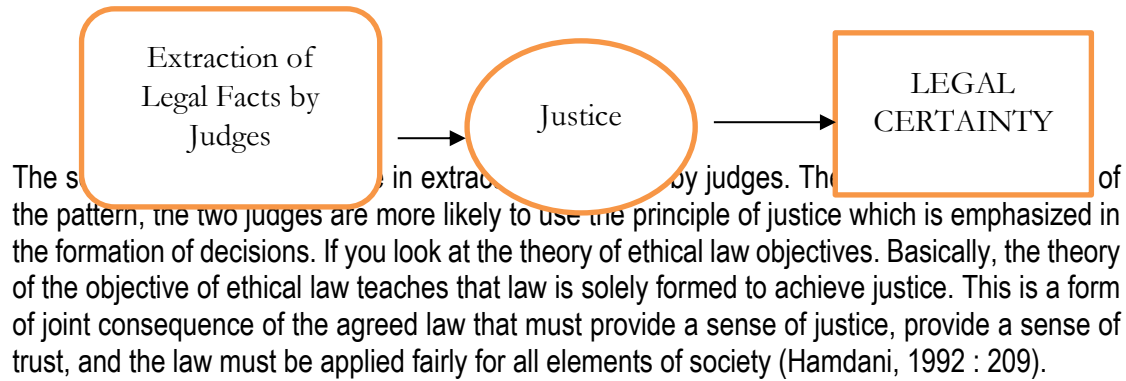 Extraction of
Legal Facts by
Judges
Justice
LEGAL
CERTAINTY
The in extrac by judges. of
the pattern, the two judges are more likely to use the principle of justice which is emphasized in
the formation of decisions. If you look at the theory of ethical law objectives. Basically, the theory
of the objective of ethical law teaches that law is solely formed to achieve justice. This is a form
of joint consequence of the agreed law that must provide a sense of justice, provide a sense of
trust, and the law must be applied fairly for all elements of society (Hamdani, 1992 : 209).